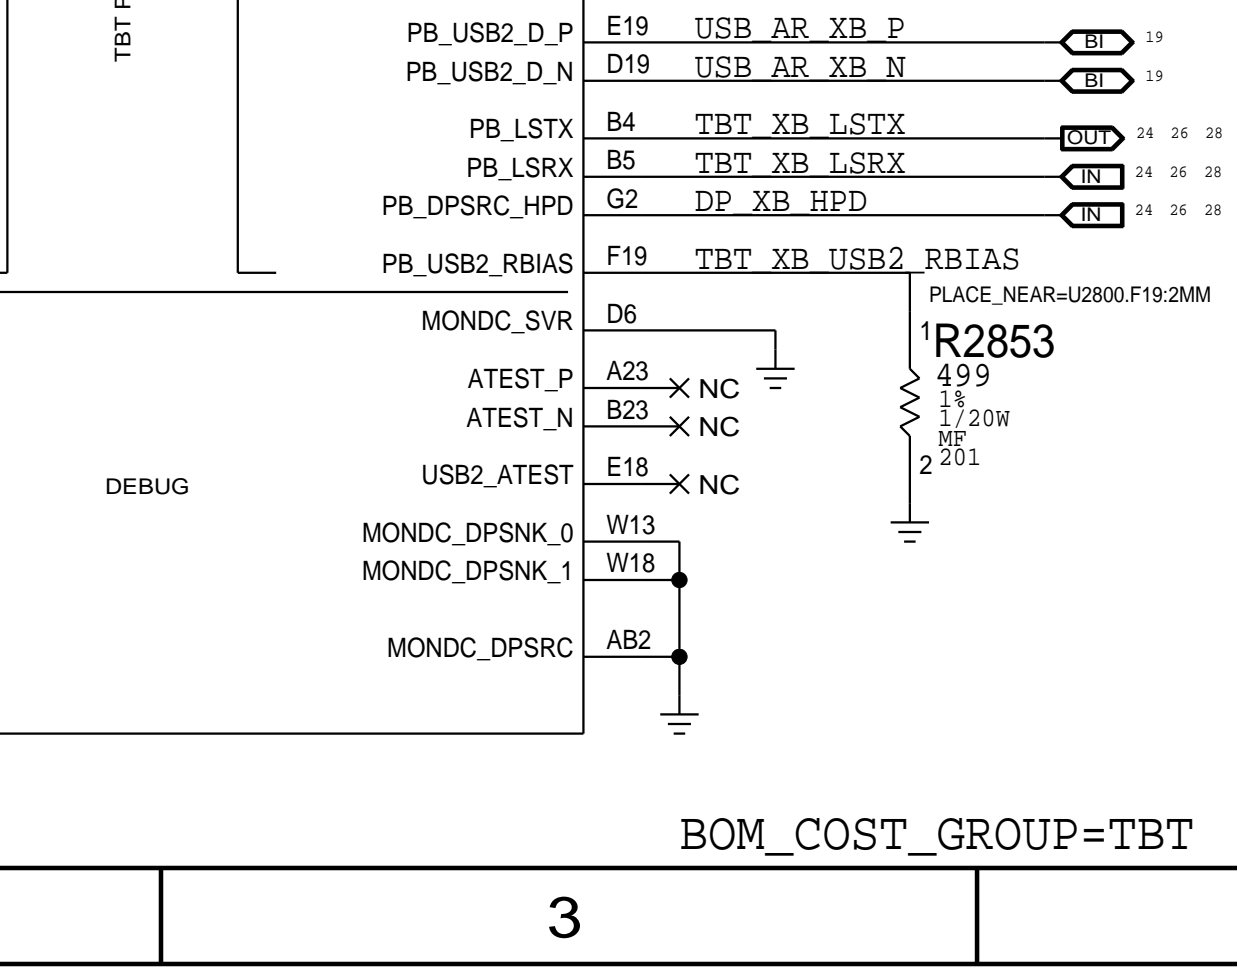 TBT
PB_USB2_D_P E19 USB_AR_XB_P BI 19
PB_USB2_D_N D19 USB_AR_XB_N BI 19
PB_LSTX B4 TBT_XB_LSTX OUT 24 26 28
PB_LSRX B5 TBT_XB_LSRX IN 24 26 28
PB_DPSRC_HPD G2 DP_XB_HPD IN 24 26 28
PB_USB2_RBIAS F19 TBT_XB_USB2_RBIAS
PLACE_NEAR=U2800.F19:2MM
MONDC_SVR D6
1 R2853
499
1%
1/20W
MF
2 201
ATEST_P A23 NC
ATEST_N B23 NC
USB2_ATEST E18 NC
DEBUG
MONDC_DPSNK_0 W13
MONDC_DPSNK_1 W18
MONDC_DPSRC AB2
BOM_COST_GROUP=TBT
3